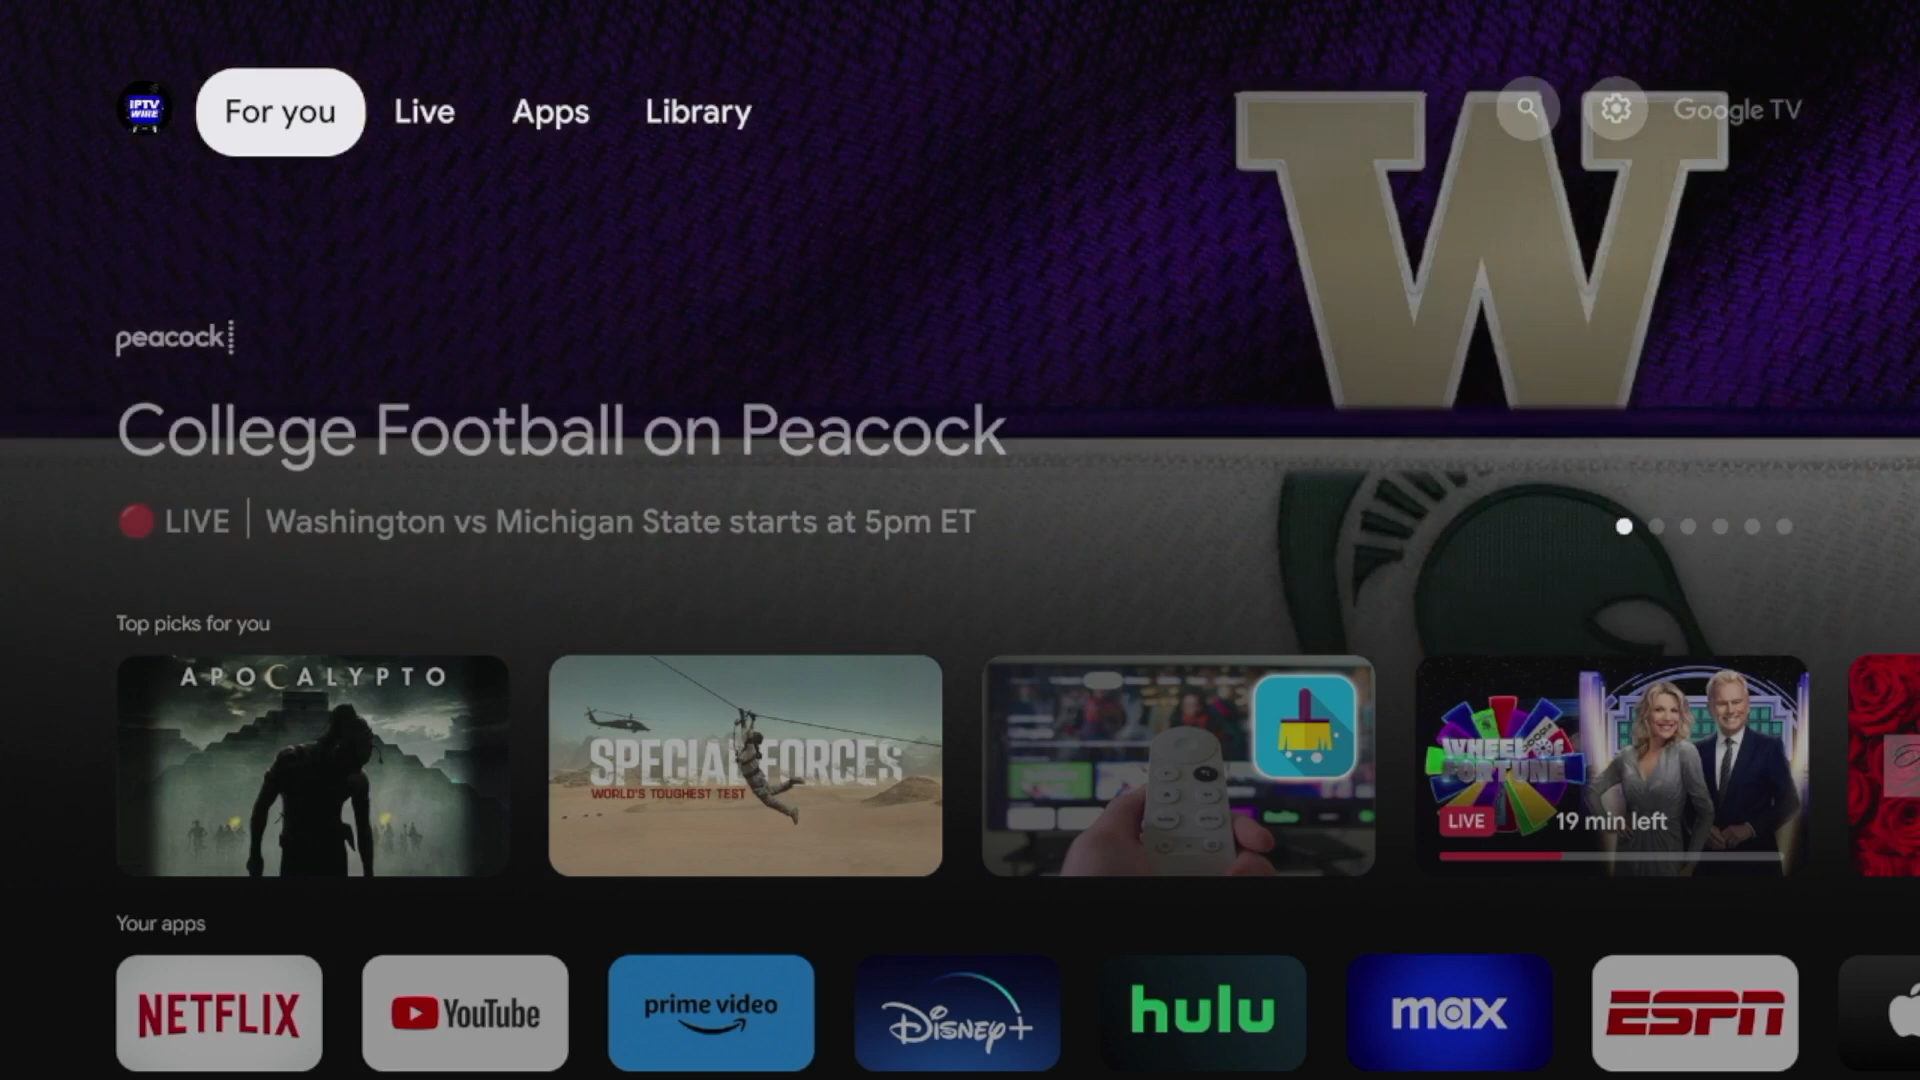 IPTV
WIRE
For you
Live
Apps
Library
Google TV
W
peacock
College Football on Peacock
LIVE | Washington vs Michigan State starts at 5pm ET
Top picks for you
APOCALYPTO
SPECIAL FORCES
WORLD'S TOUGHEST TEST
WHEEL OF
FORTUNE
LIVE
19 min left
Your apps
NETFLIX
YouTube
prime video
Disney+
hulu
max
ESPN